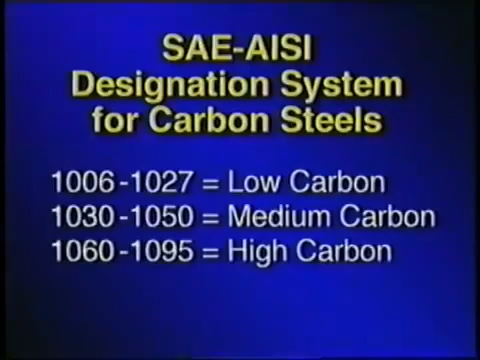 SAE-AISI
Designation System
for Carbon Steels
1006-1027 = Low Carbon
1030-1050 = Medium Carbon
1060-1095 = High Carbon